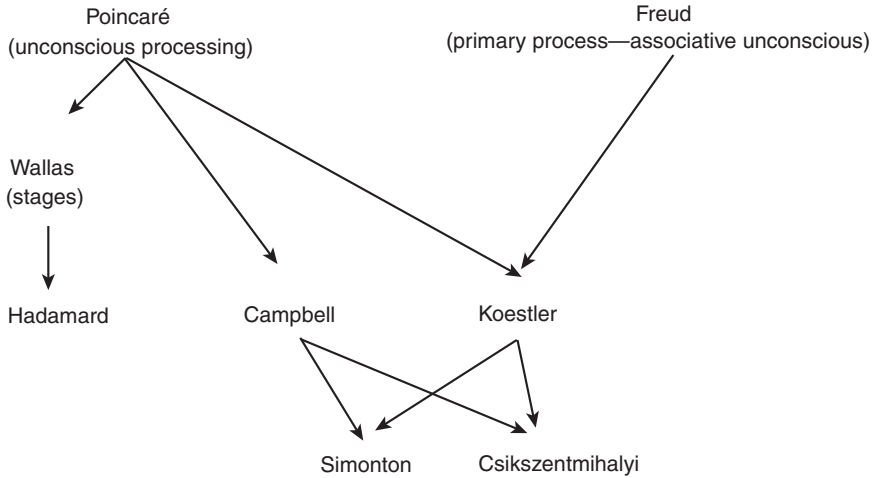 Poincaré
(unconscious processing)
Freud
(primary process—associative unconscious)
Wallas
(stages)
Hadamard
Campbell
Koestler
Simonton
Csikszentmihalyi